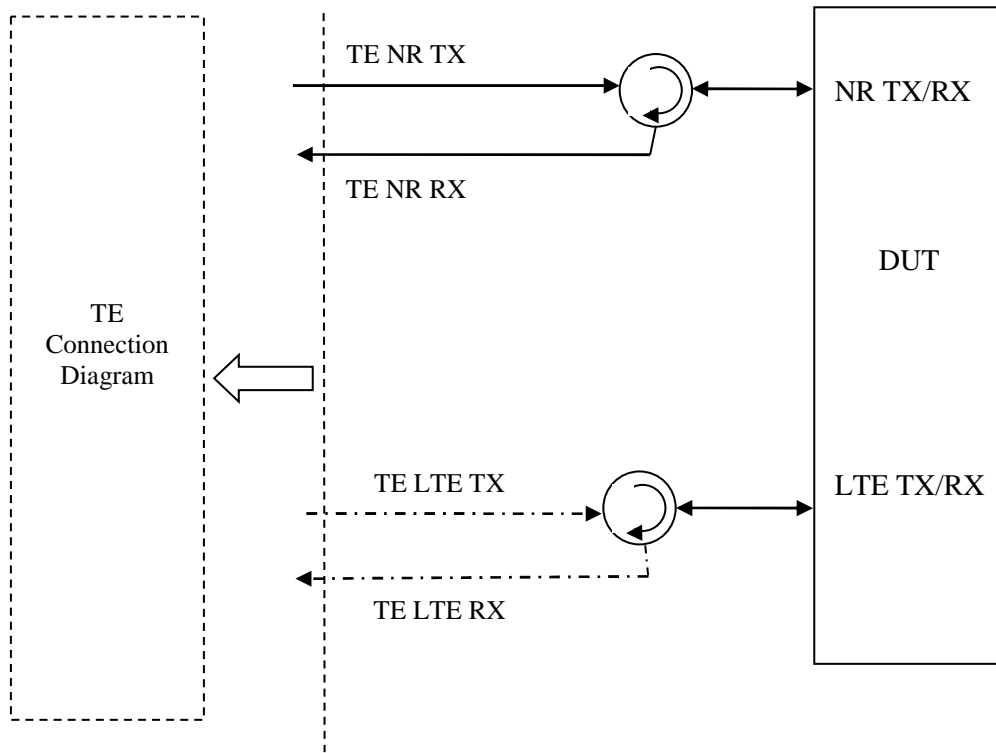 TE NR TX
NR TX/RX
TE NR RX
DUT
TE
Connection
Diagram
TE LTE TX
LTE TX/RX
TE LTE RX